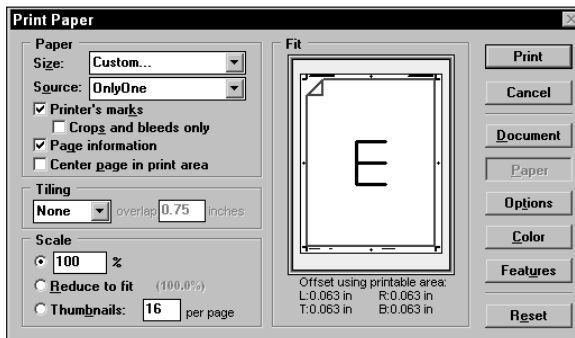 Print Paper
Paper
Size: Custom...
Source: OnlyOne
Printer's marks
Crops and bleeds only
Page information
Center page in print area
Tiling
None overlap 0.75 inches
Scale
100 %
Reduce to fit (100.0%)
Thumbnails: 16 per page
Fit
E
Offset using printable area:
L:0.063 in R:0.063 in
T:0.063 in B:0.063 in
Print
Cancel
Document
Paper
Options
Color
Features
Reset